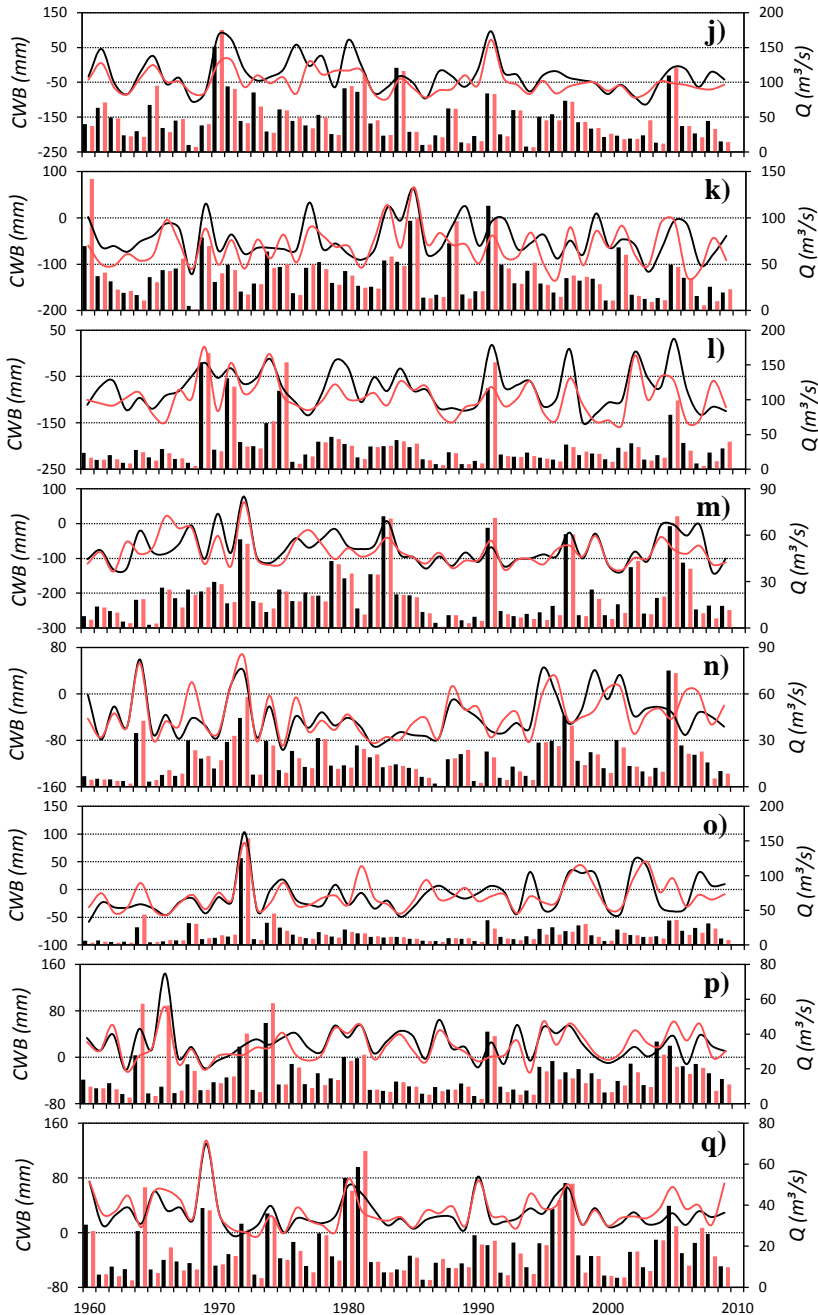 150 200 j)
50 150
-50 100
-150 50
-250 0
CWB (mm) Q (m³/s)
100 150 k)
0 100
-100 50
-200 0
CWB (mm) Q (m³/s)
50 200 l)
-50 150
100
-150 50
-250 0
CWB (mm) Q (m³/s)
100 90 m)
0 60
-100
-200 30
-300 0
CWB (mm) Q (m³/s)
80 90 n)
0 60
-80 30
-160 0
CWB (mm) Q (m³/s)
150 200 o)
100 150
50
0 100
-50 50
-100 0
CWB (mm) Q (m³/s)
160 80 p)
80 60
40
0 20
-80 0
CWB (mm) Q (m³/s)
160 80 q)
80 60
40
0 20
-80 0
CWB (mm) Q (m³/s)
1960 1970 1980 1990 2000 2010